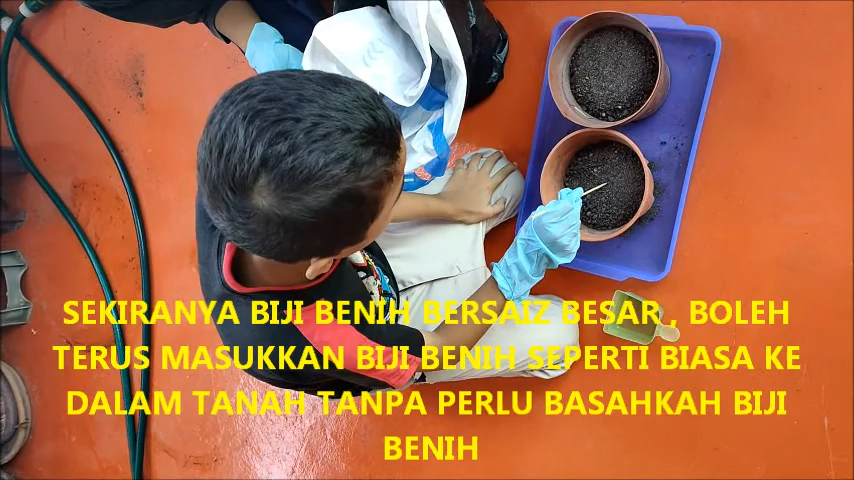 SEKIRANYA BIJI BENIH BERSAIZ BESAR , BOLEH
TERUS MASUKKAN BIJI BENIH SEPERTI BIASA KE
DALAM TANAH TANPA PERLU BASAHKAH BIJI
BENIH